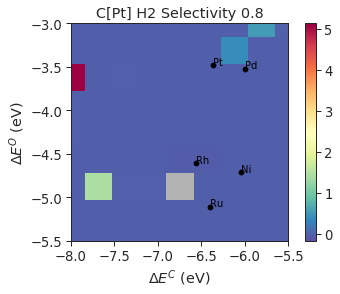 C[Pt] H2 Selectivity 0.8
−3.0
−3.5
−4.0
−4.5
−5.0
−5.5
ΔE^O (eV)
Pt
Pd
Rh
Ni
Ru
−8.0 −7.5 −7.0 −6.5 −6.0 −5.5
ΔE^C (eV)
5
4
3
2
1
0